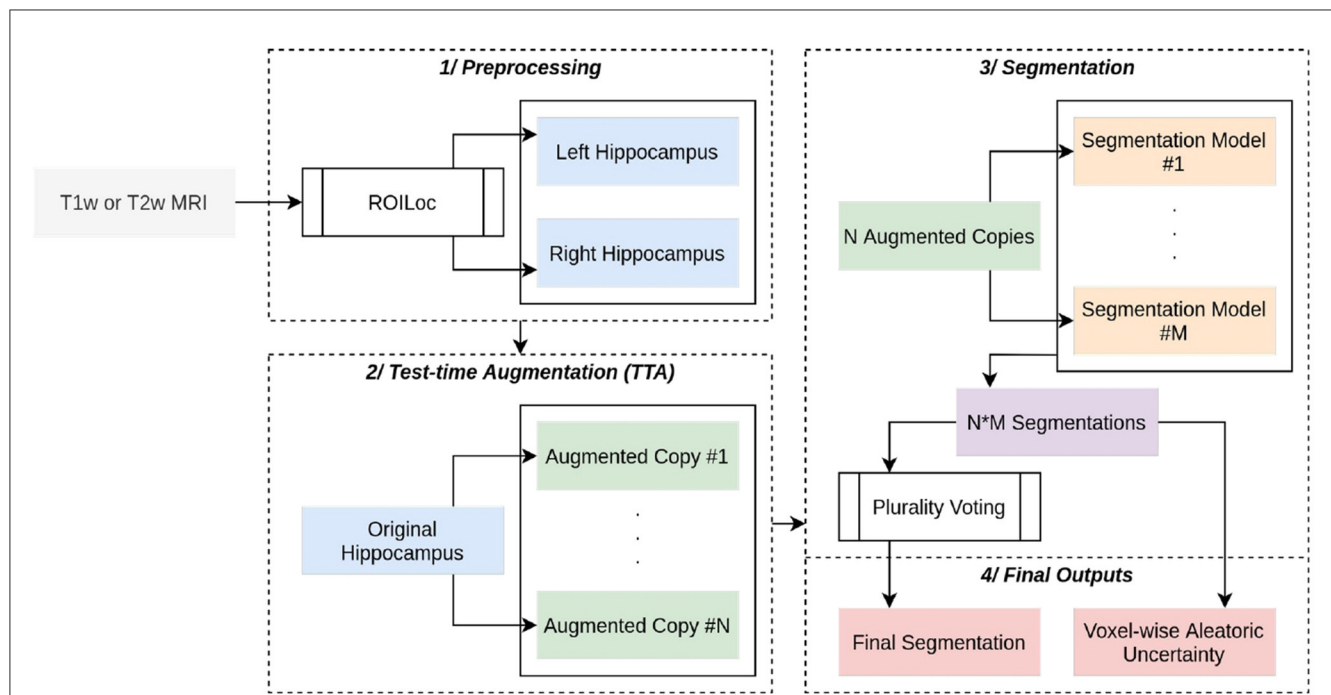 1/ Preprocessing
T1w or T2w MRI
ROILoc
Left Hippocampus
Right Hippocampus
2/ Test-time Augmentation (TTA)
Original
Hippocampus
Augmented Copy #1
.
.
.
Augmented Copy #N
3/ Segmentation
N Augmented Copies
Segmentation Model
#1
.
.
.
Segmentation Model
#M
N*M Segmentations
Plurality Voting
4/ Final Outputs
Final Segmentation
Voxel-wise Aleatoric
Uncertainty